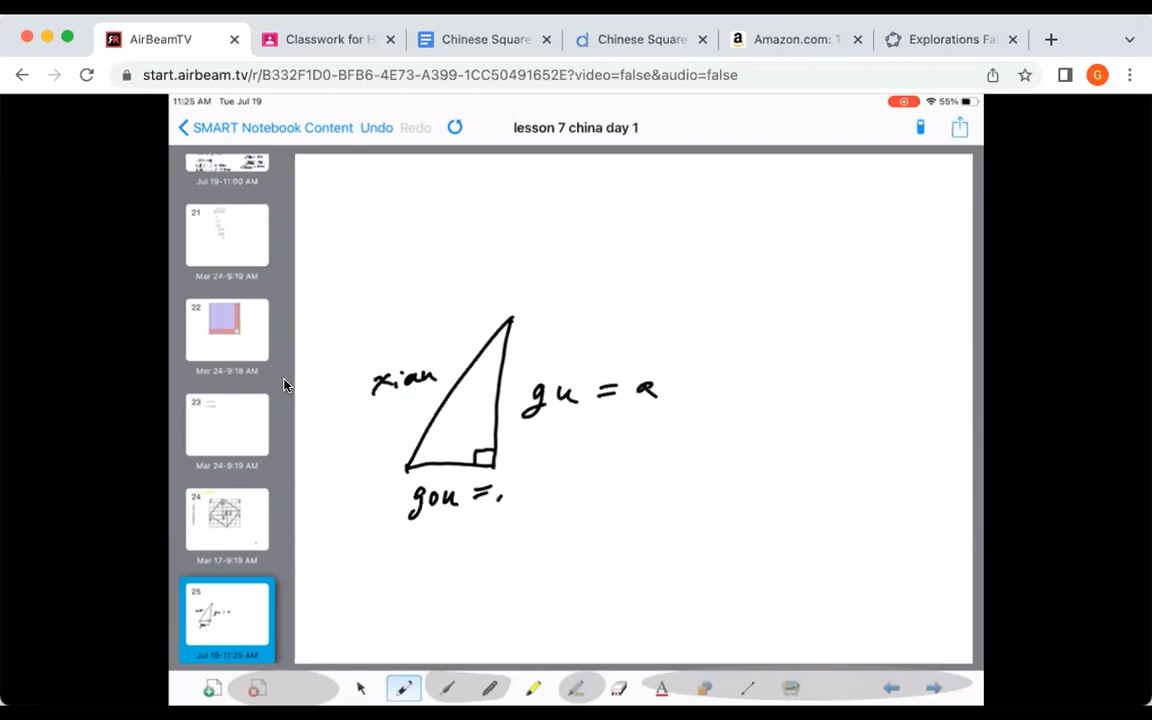 AirBeamTV
Classwork for H
Chinese Square
Chinese Square
Amazon.com: T
Explorations Fa
start.airbeam.tv/r/B332F1D0-BFB6-4E73-A399-1CC50491652E?video=false&audio=false
G
11:25 AM Tue Jul 19
55%
SMART Notebook Content
Undo
Redo
lesson 7 china day 1
Jul 19-11:00 AM
21
Mar 24-9:19 AM
22
Mar 24-9:18 AM
23
Mar 24-9:19 AM
24
Mar 17-9:19 AM
25
Jul 19-11:25 AM
xian
gu = a
gou =